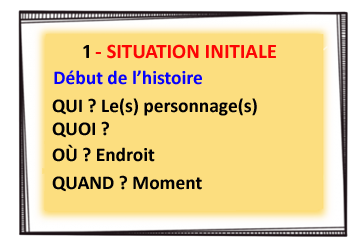 1 - SITUATION INITIALE
Début de l’histoire
QUI ? Le(s) personnage(s)
QUOI ?
OÙ ? Endroit
QUAND ? Moment